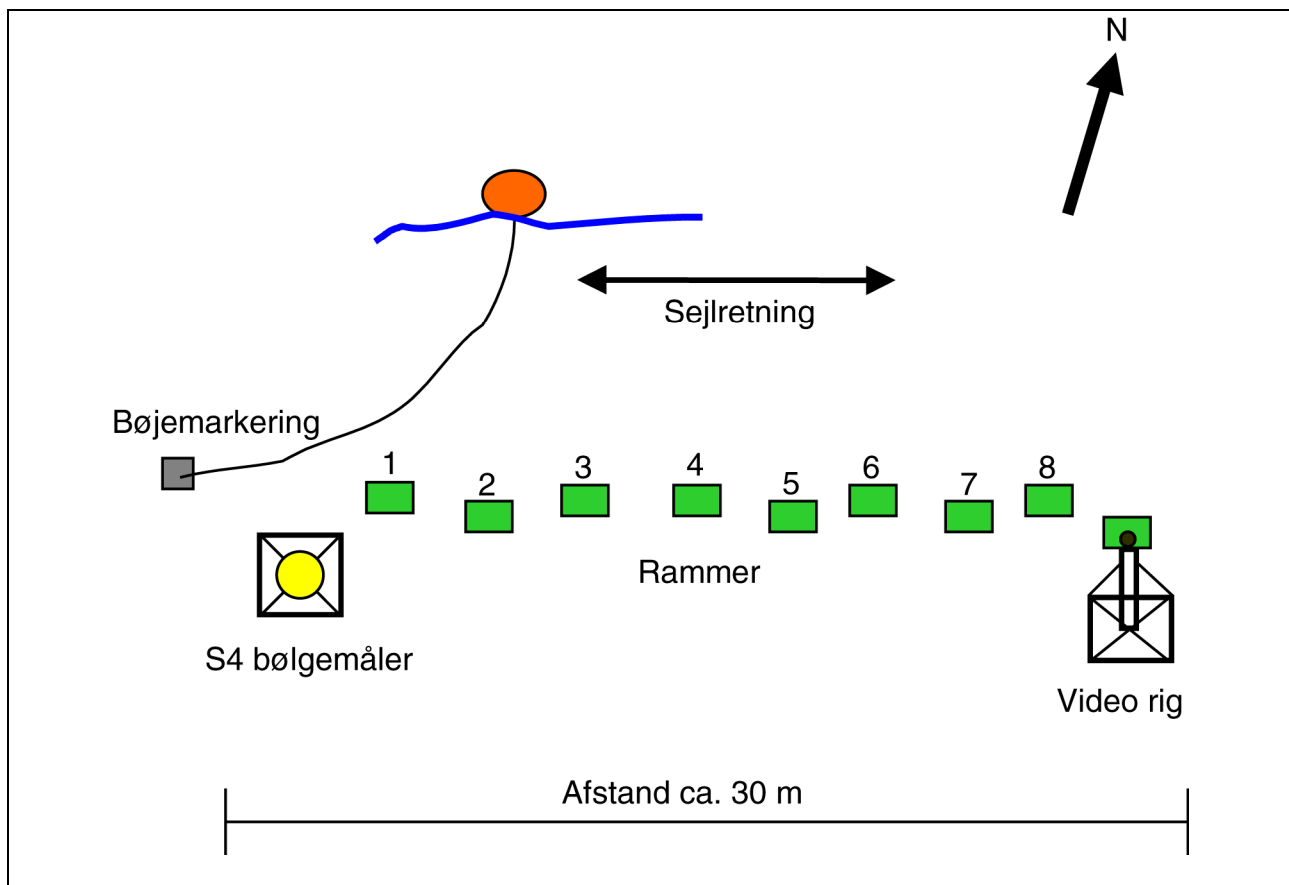 N
Sejlretning
Bøjemarkering
1
2
3
4
5
6
7
8
Rammer
S4 bølgemåler
Video rig
Afstand ca. 30 m